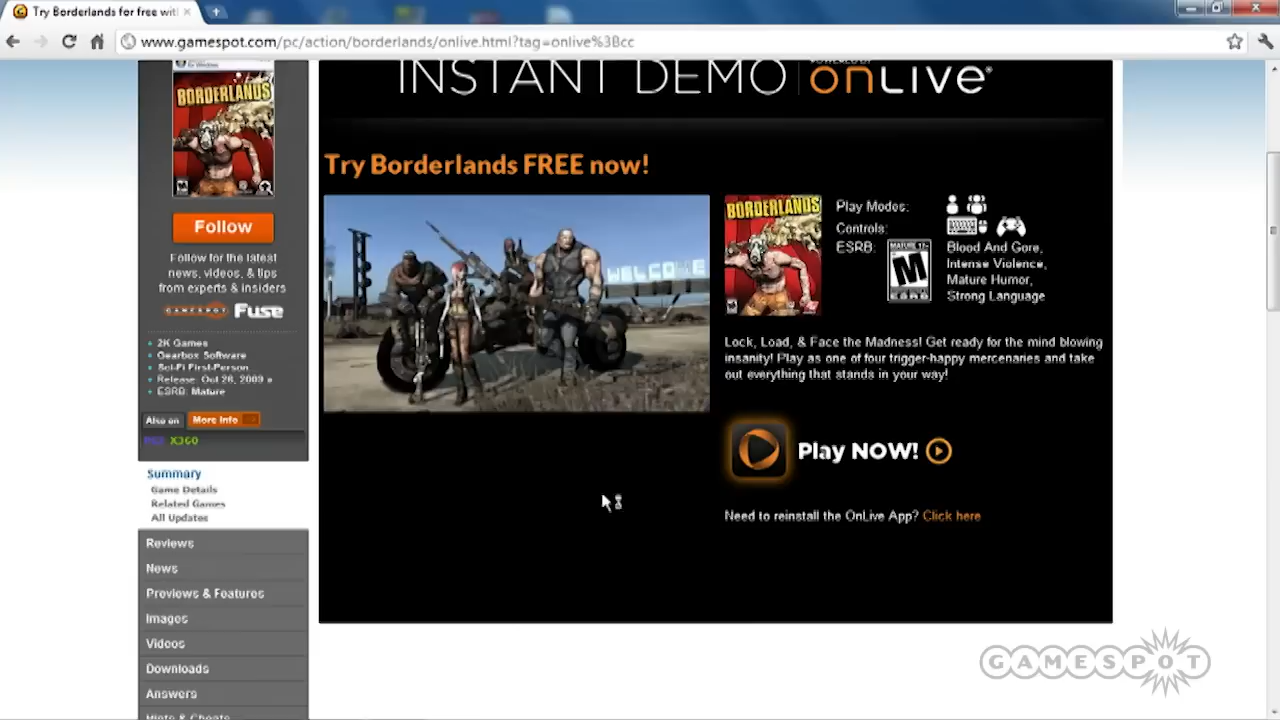 Try Borderlands for free wit
www.gamespot.com/pc/action/borderlands/onlive.html?tag=onlive%3Bcc
INSTANT DEMO
onLIVE
BORDERLANDS
Follow
Follow for the latest
news, videos, & tips
from experts & insiders
GAMESPOT Fuse
2K Games
Gearbox Software
Sci-Fi First-Person
Release: Oct 26, 2009 »
ESRB: Mature
Also on
More Info
X360
Summary
Game Details
Related Games
All Updates
Reviews
News
Previews & Features
Images
Videos
Downloads
Answers
Hints & Cheats
Try Borderlands FREE now!
WELCOME
BORDERLANDS
Play Modes:
Controls:
ESRB:
MATURE 17+
M
ESRB
Blood And Gore,
Intense Violence,
Mature Humor,
Strong Language
Lock, Load, & Face the Madness! Get ready for the mind blowing
insanity! Play as one of four trigger-happy mercenaries and take
out everything that stands in your way!
Play NOW!
Need to reinstall the OnLive App? Click here
GAMESPOT